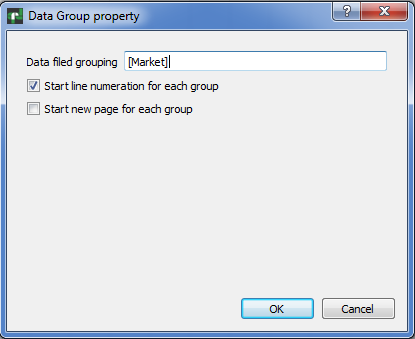 Data Group property
Data filed grouping [Market]
Start line numeration for each group
Start new page for each group
OK Cancel